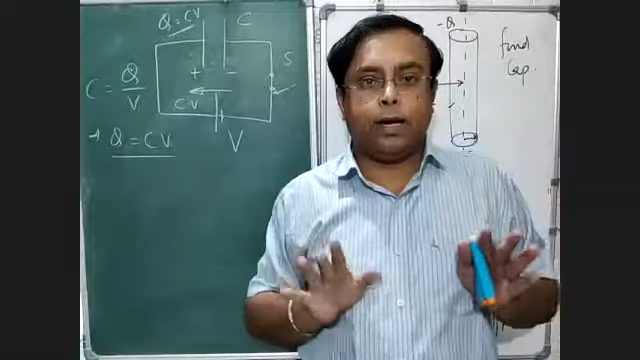 Q = CV
C
S
+ -
C = Q/V
CV
→ Q = CV
V
-Q
find
Cap.